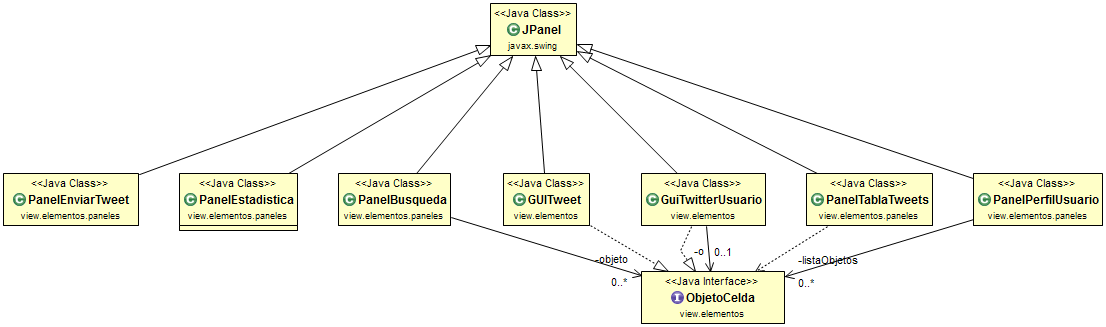 <<Java Class>>
JPanel
javax.swing
<<Java Class>>
PanelEnviarTweet
view.elementos.paneles
<<Java Class>>
PanelEstadistica
view.elementos.paneles
<<Java Class>>
PanelBusqueda
view.elementos.paneles
<<Java Class>>
GUITweet
view.elementos
<<Java Class>>
GuiTwitterUsuario
view.elementos
<<Java Class>>
PanelTablaTweets
view.elementos.paneles
<<Java Class>>
PanelPerfilUsuario
view.elementos.paneles
-objeto
0..*
-o
0..1
-listaObjetos
0..*
<<Java Interface>>
ObjetoCelda
view.elementos